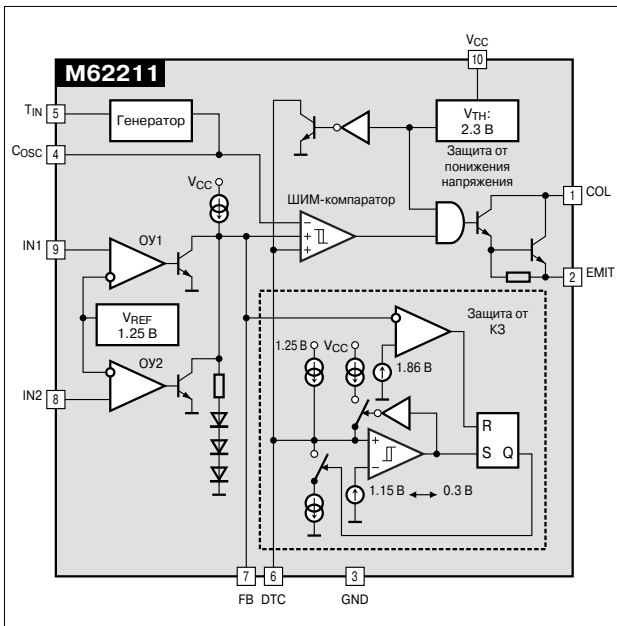 M62211
VCC
10
TIN
5
Генератор
VTH:
2.3 В
COSC
4
Защита от
понижения
напряжения
VCC
ШИМ-компаратор
COL
1
IN1
9
ОУ1
EMIT
2
VREF
1.25 В
Защита от
КЗ
ОУ2
1.25 В
VCC
1.86 В
IN2
8
R
S Q
1.15 В
0.3 В
7
6
3
FB
DTC
GND